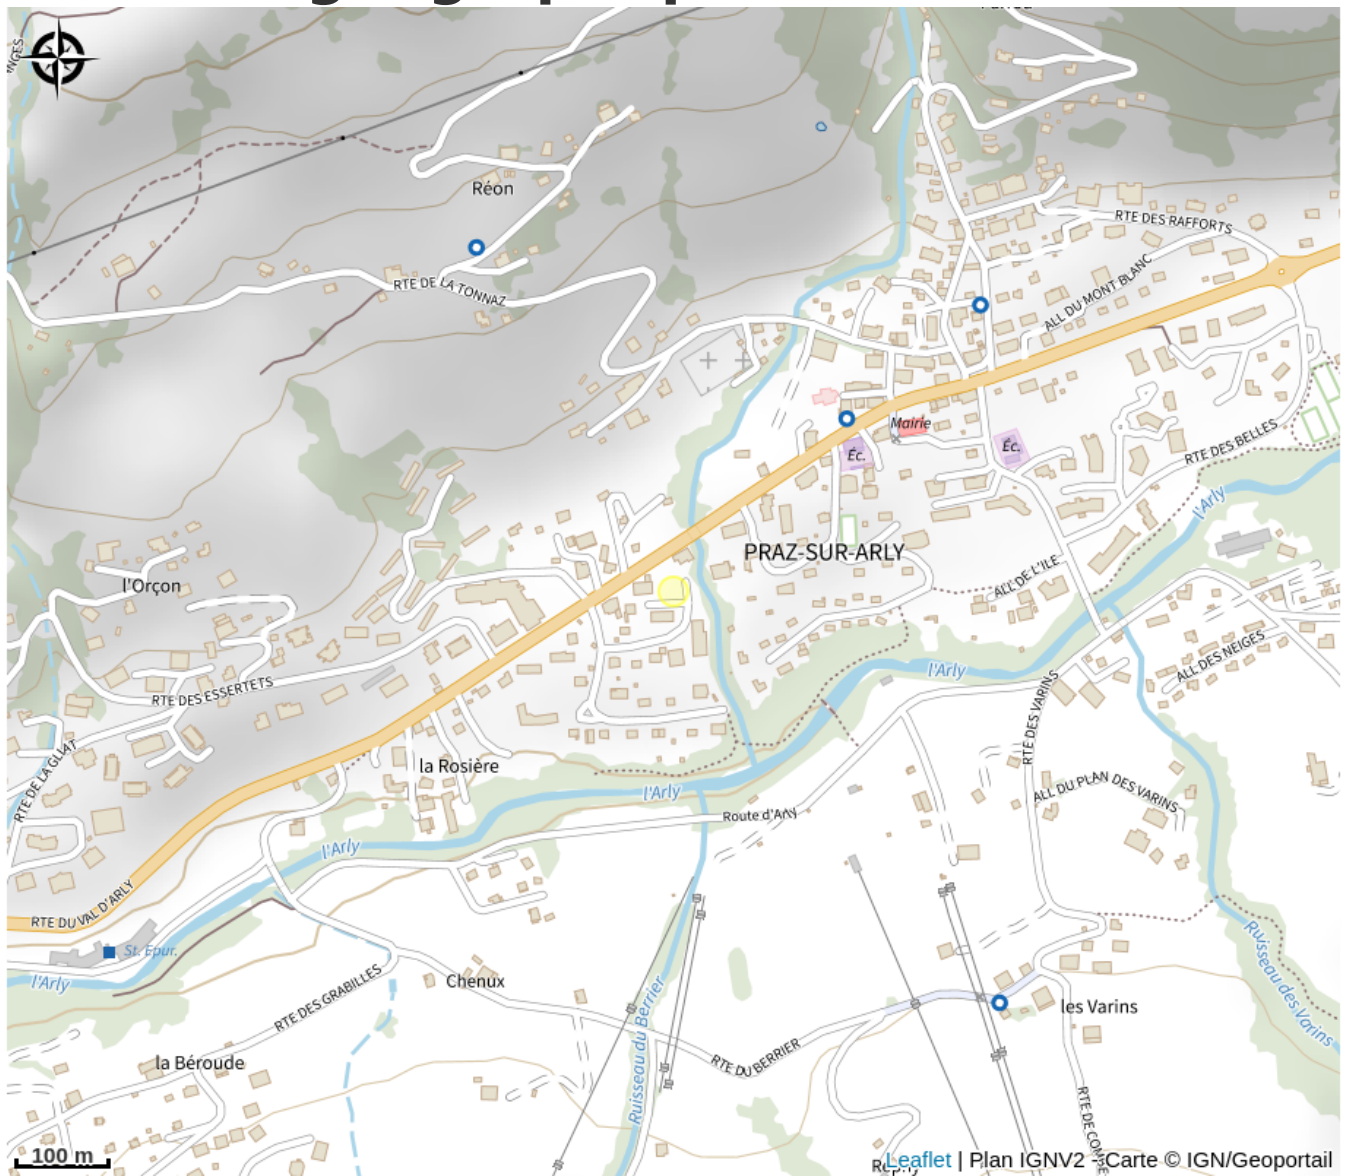 Réon
RTE DES RAFFORTS
RTE DE LA TONNAZ
ALL DU MONT BLANC
Mairie
Éc.
Éc.
RTE DES BELLES
l'Arly
PRAZ-SUR-ARLY
l'Orçon
ALL DE L'ILE
ALL DES NEIGES
l'Arly
RTE DES ESSERTETS
RTE DES VARINS
RTE DE LA GLIAT
la Rosière
l'Arly
ALL DU PLAN DES VARINS
Route d'Arly
l'Arly
RTE DU VAL D'ARLY
St. Epur.
l'Arly
Chenux
RTE DES GRABILLES
Ruisseau des Varins
les Varins
Ruisseau du Berrier
la Béroude
RTE DU BERRIER
100 m
Leaflet | Plan IGNV2 - Carte © IGN/Geoportail